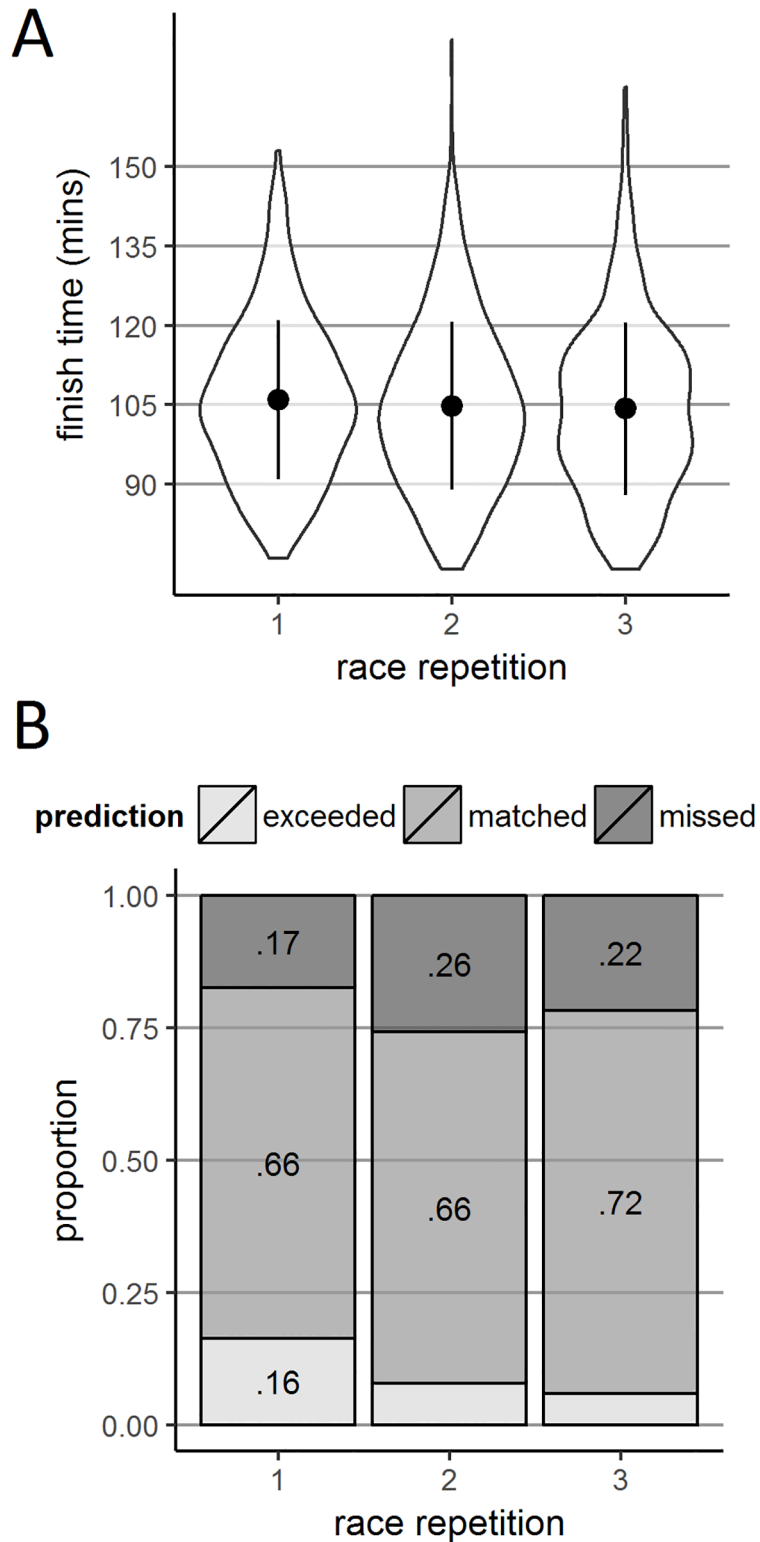 A
finish time (mins)
150
135
120
105
90
1 2 3
race repetition
B
prediction exceeded matched missed
proportion
1.00
0.75
0.50
0.25
0.00
.17 .26 .22
.66 .66 .72
.16
1 2 3
race repetition